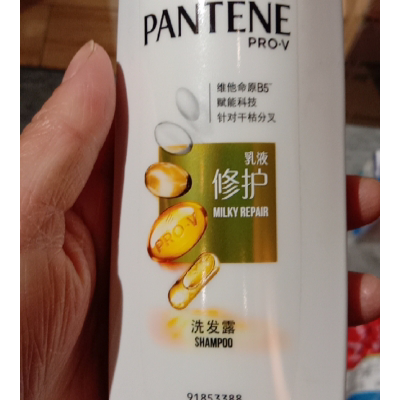 PANTENE
PRO-V
维他命原B5
赋能科技
针对干枯分叉
乳液
修护
MILKY REPAIR
PRO-V
洗发露
SHAMPOO
91853388